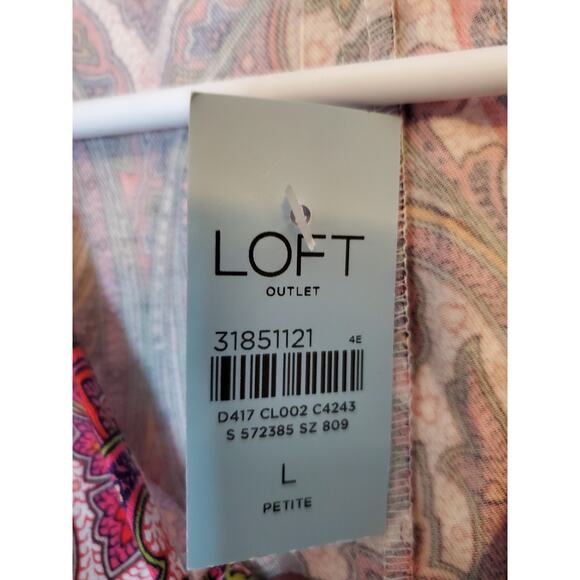 LOFT
OUTLET
31851121 4E
D417 CL002 C4243
S 572385 SZ 809
L
PETITE